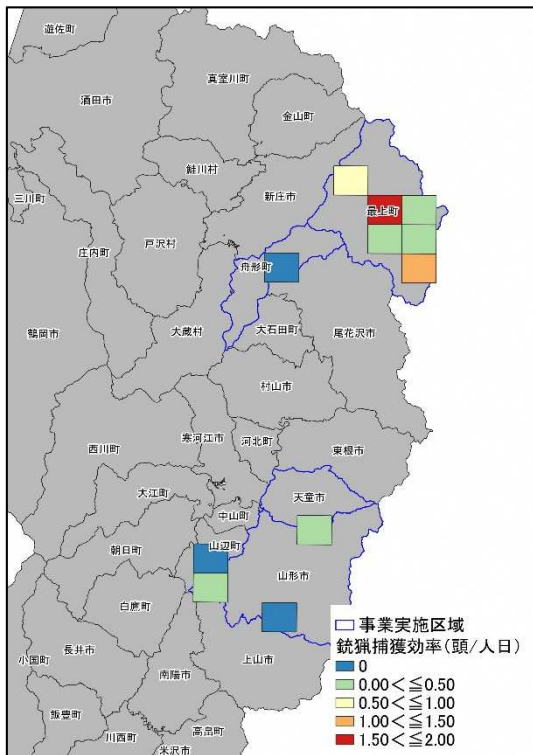 遊佐町
真室川町
酒田市
金山町
鮭川村
新庄市
三川町
最上町
戸沢村
庄内町
舟形町
鶴岡市
大蔵村
大石田町
尾花沢市
村山市
西川町
寒河江市
河北町
東根市
大江町
天童市
中山町
朝日町
山辺町
山形市
白鷹町
小国町
長井市
上山市
南陽市
飯豊町
川西町
高畠町
米沢市
事業実施区域
銃猟捕獲効率(頭/人日)
0
0.00<≦0.50
0.50<≦1.00
1.00<≦1.50
1.50<≦2.00